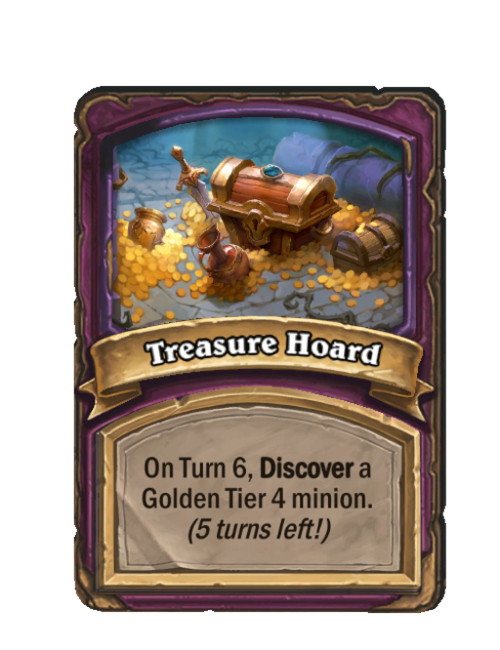 Treasure Hoard
On Turn 6, Discover a
Golden Tier 4 minion.
(5 turns left!)